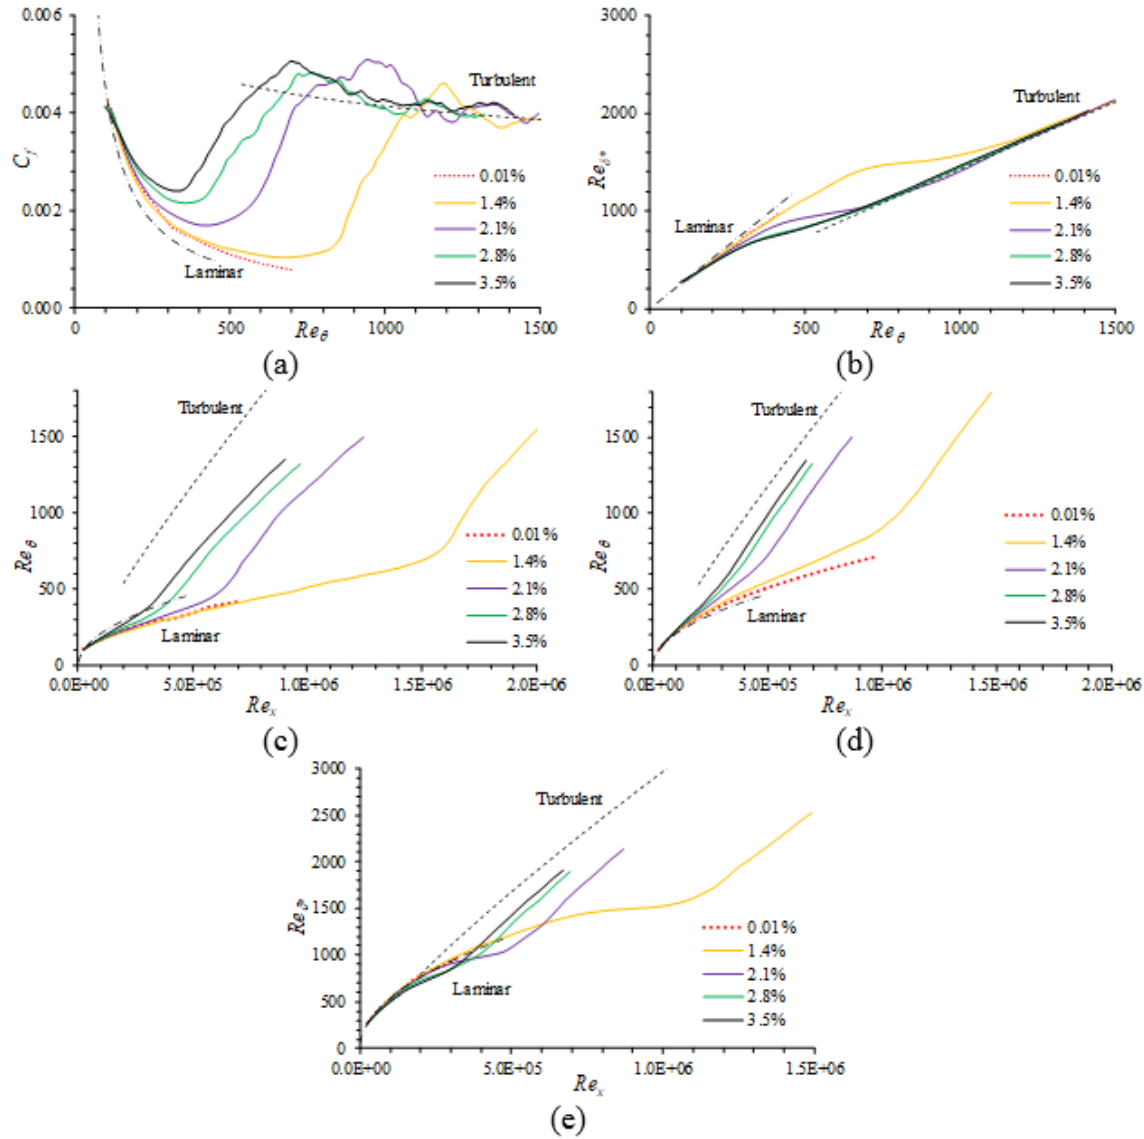 0.006
0.004
0.002
0.000
C_f
Turbulent
Laminar
0.01%
1.4%
2.1%
2.8%
3.5%
0
500
1000
1500
Re_θ
(a)
3000
2000
1000
0
Re_δ*
Turbulent
Laminar
0.01%
1.4%
2.1%
2.8%
3.5%
0
500
1000
1500
Re_θ
(b)
1500
1000
500
0
Re_θ
Turbulent
Laminar
0.01%
1.4%
2.1%
2.8%
3.5%
0.0E+00
5.0E+05
1.0E+06
1.5E+06
2.0E+06
Re_x
(c)
1500
1000
500
0
Re_θ
Turbulent
Laminar
0.01%
1.4%
2.1%
2.8%
3.5%
0.0E+00
5.0E+05
1.0E+06
1.5E+06
2.0E+06
Re_x
(d)
3000
2500
2000
1500
1000
500
0
Re_δ*
Turbulent
Laminar
0.01%
1.4%
2.1%
2.8%
3.5%
0.0E+00
5.0E+05
1.0E+06
1.5E+06
Re_x
(e)